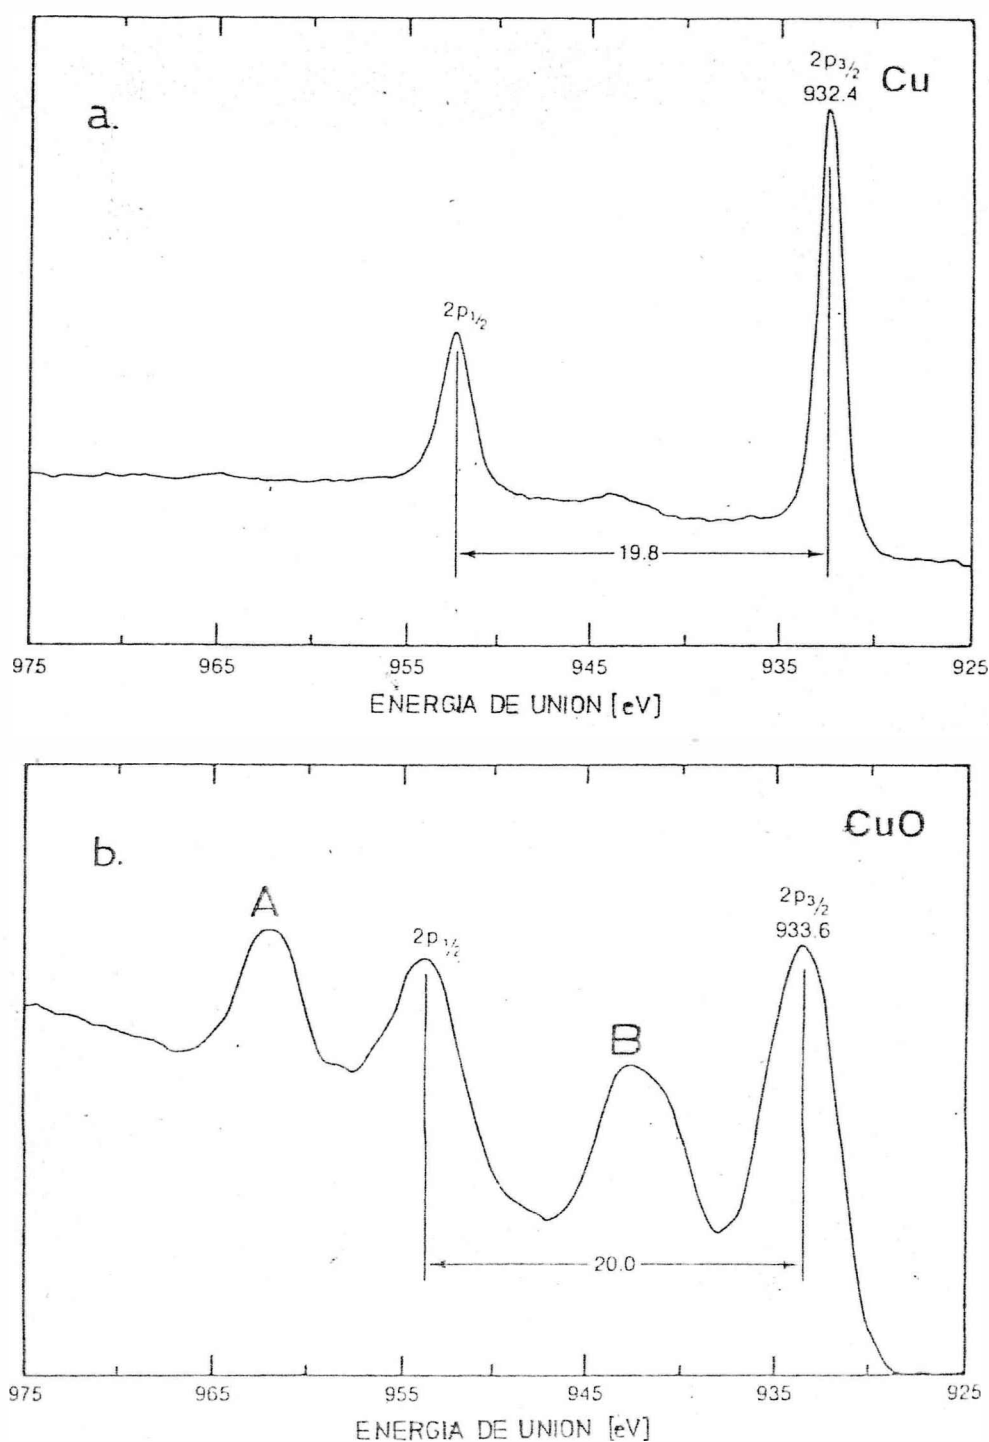 2p3/2
932.4
Cu
a.
2p1/2
19.8
975 965 955 945 935 925
ENERGIA DE UNION [eV]
CuO
b.
A
2p3/2
933.6
2p1/2
B
20.0
975 965 955 945 935 925
ENERGIA DE UNION [eV]